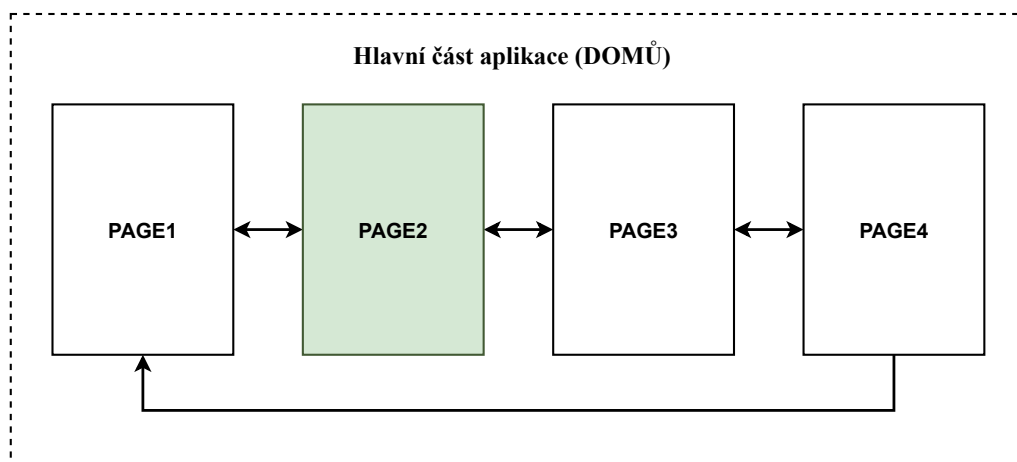 Hlavní část aplikace (DOMŮ)
PAGE1
PAGE2
PAGE3
PAGE4